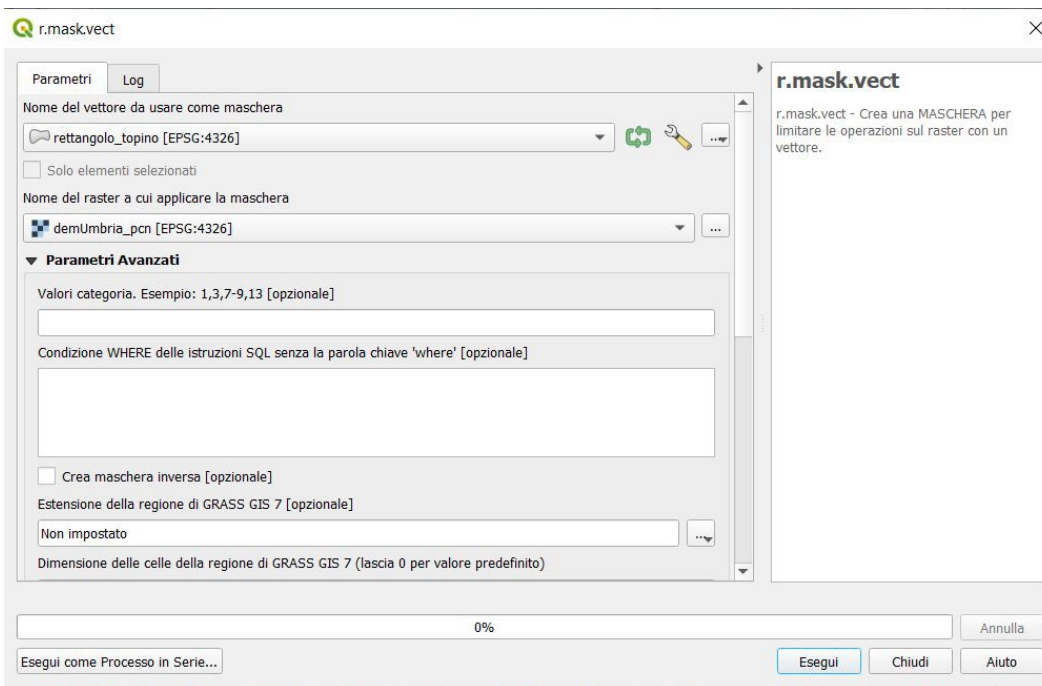 r.mask.vect
Parametri
Log
Nome del vettore da usare come maschera
rettangolo_topino [EPSG:4326]
...
Solo elementi selezionati
Nome del raster a cui applicare la maschera
demUmbria_pcn [EPSG:4326]
...
Parametri Avanzati
Valori categoria. Esempio: 1,3,7-9,13 [opzionale]
Condizione WHERE delle istruzioni SQL senza la parola chiave 'where' [opzionale]
Crea maschera inversa [opzionale]
Estensione della regione di GRASS GIS 7 [opzionale]
Non impostato
...
Dimensione delle celle della regione di GRASS GIS 7 (lascia 0 per valore predefinito)
r.mask.vect
r.mask.vect - Crea una MASCHERA per
limitare le operazioni sul raster con un
vettore.
0%
Annulla
Esegui come Processo in Serie...
Esegui
Chiudi
Aiuto